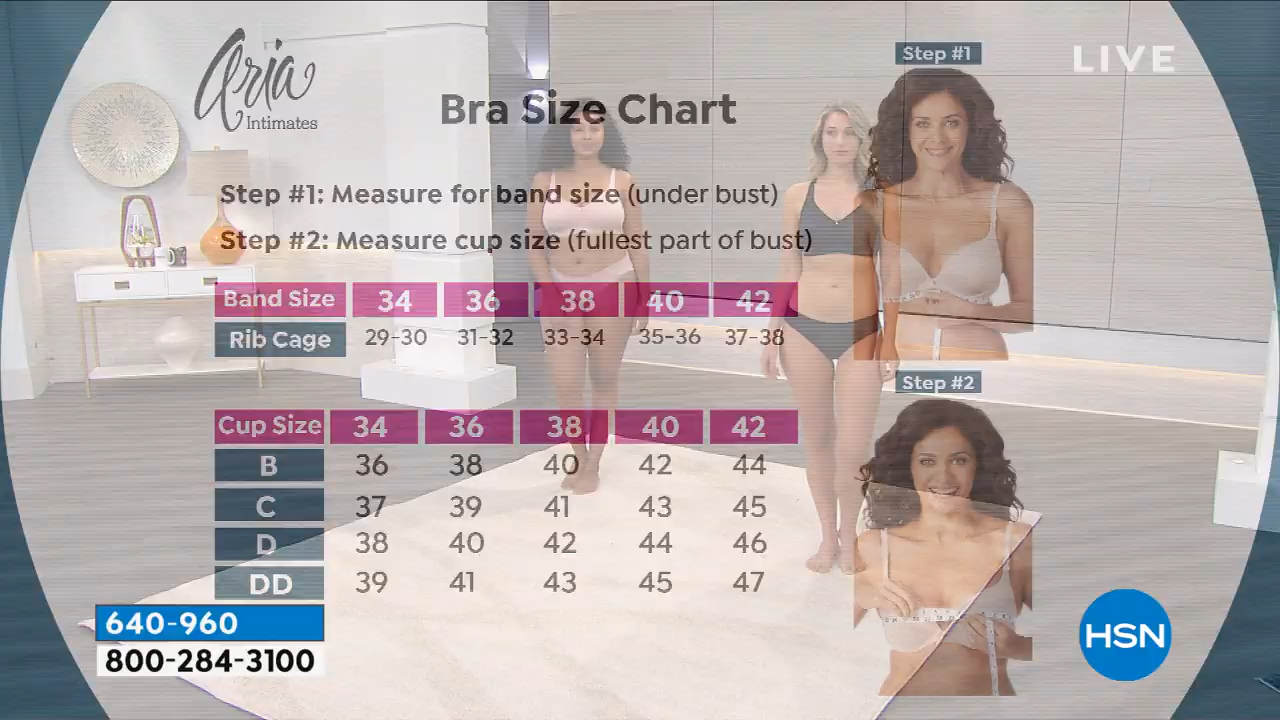 Aria
Intimates
Bra Size Chart
Step #1
LIVE
Step #1: Measure for band size (under bust)
Step #2: Measure cup size (fullest part of bust)
Band Size 34 36 38 40 42
Rib Cage 29-30 31-32 33-34 35-36 37-38
Step #2
Cup Size 34 36 38 40 42
B 36 38 40 42 44
C 37 39 41 43 45
D 38 40 42 44 46
DD 39 41 43 45 47
640-960
800-284-3100
HSN